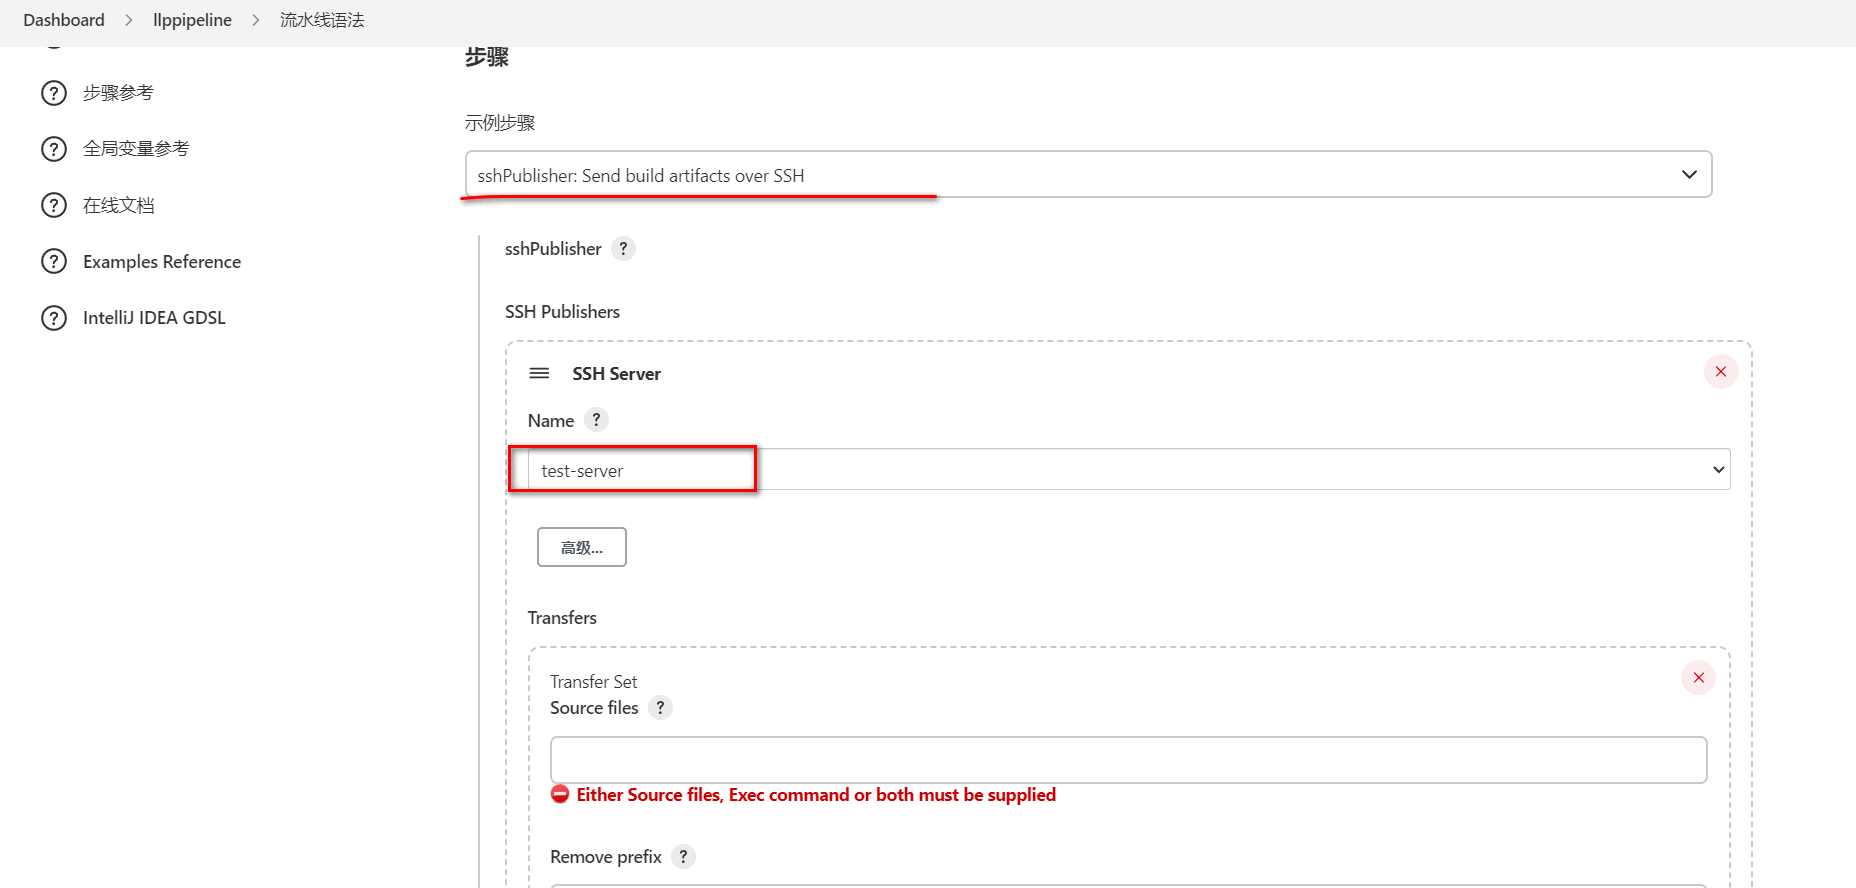 Dashboard > llppipeline > 流水线语法
步骤
步骤参考
全局变量参考
在线文档
Examples Reference
IntelliJ IDEA GDSL
示例步骤
sshPublisher: Send build artifacts over SSH
sshPublisher ?
SSH Publishers
SSH Server
Name ?
test-server
高级...
Transfers
Transfer Set
Source files ?
Either Source files, Exec command or both must be supplied
Remove prefix ?